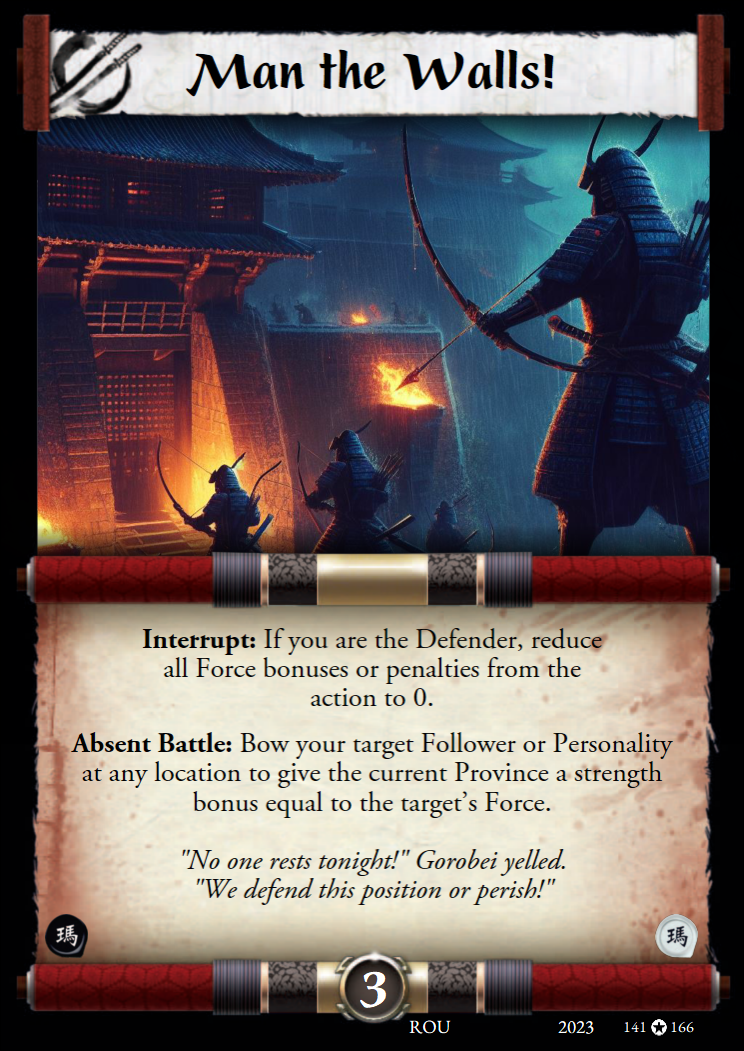 Man the Walls!
Interrupt: If you are the Defender, reduce
all Force bonuses or penalties from the
action to 0.
Absent Battle: Bow your target Follower or Personality
at any location to give the current Province a strength
bonus equal to the target's Force.
"No one rests tonight!" Gorobei yelled.
"We defend this position or perish!"
瑪 瑪
3
ROU 2023 141 ✪ 166